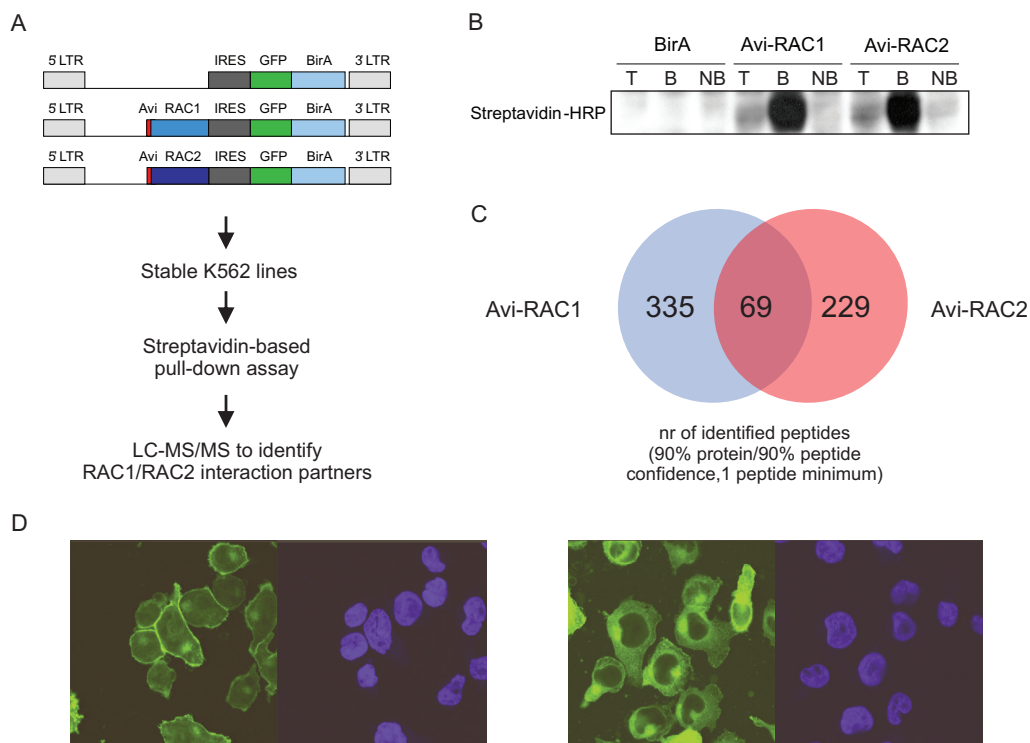 A
5' LTR IRES GFP BirA 3' LTR
5' LTR Avi RAC1 IRES GFP BirA 3' LTR
5' LTR Avi RAC2 IRES GFP BirA 3' LTR
Stable K562 lines
Streptavidin-based
pull-down assay
LC-MS/MS to identify
RAC1/RAC2 interaction partners
B
BirA Avi-RAC1 Avi-RAC2
T B NB T B NB T B NB
Streptavidin-HRP
C
Avi-RAC1 335 69 229 Avi-RAC2
nr of identified peptides
(90% protein/90% peptide
confidence,1 peptide minimum)
D